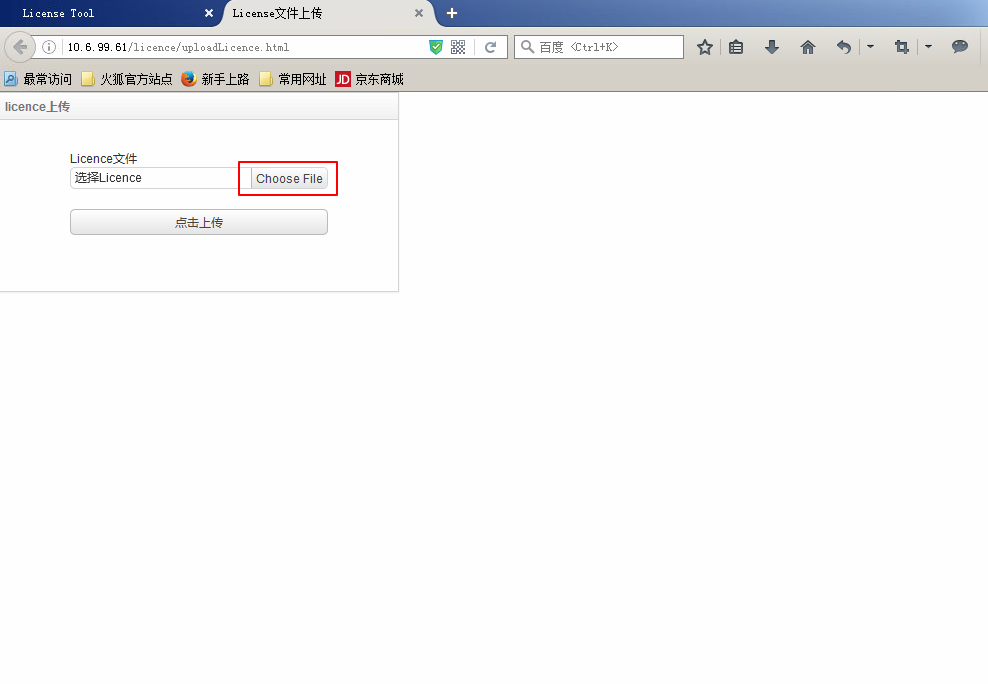 License Tool
License文件上传
10.6.99.61/licence/uploadLicence.html
百度 <Ctrl+K>
最常访问 火狐官方站点 新手上路 常用网址 JD 京东商城
licence上传
Licence文件
选择Licence Choose File
点击上传